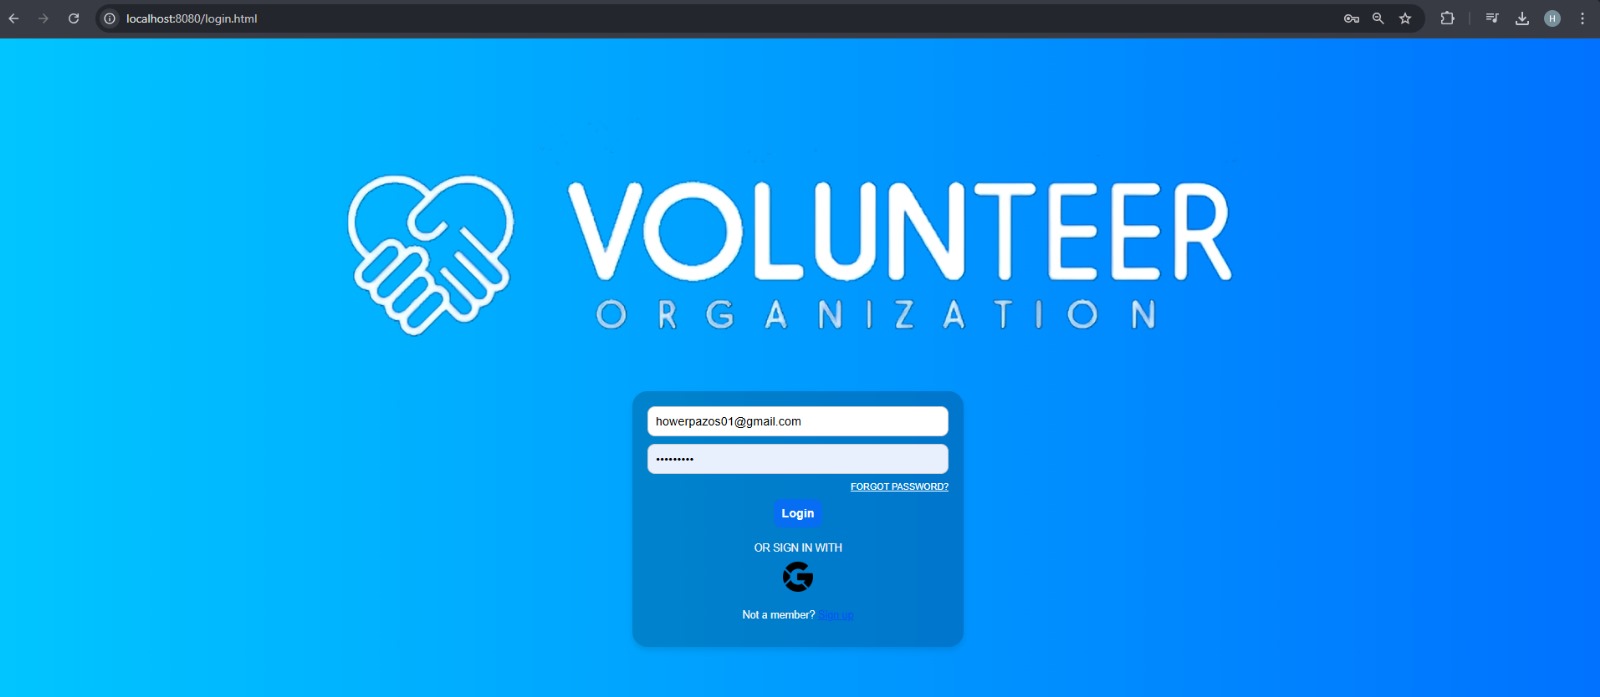 localhost:8080/login.html
H
VOLUNTEER
ORGANIZATION
howerpazos01@gmail.com
•••••••••
FORGOT PASSWORD?
Login
OR SIGN IN WITH
G
Not a member? Sign up